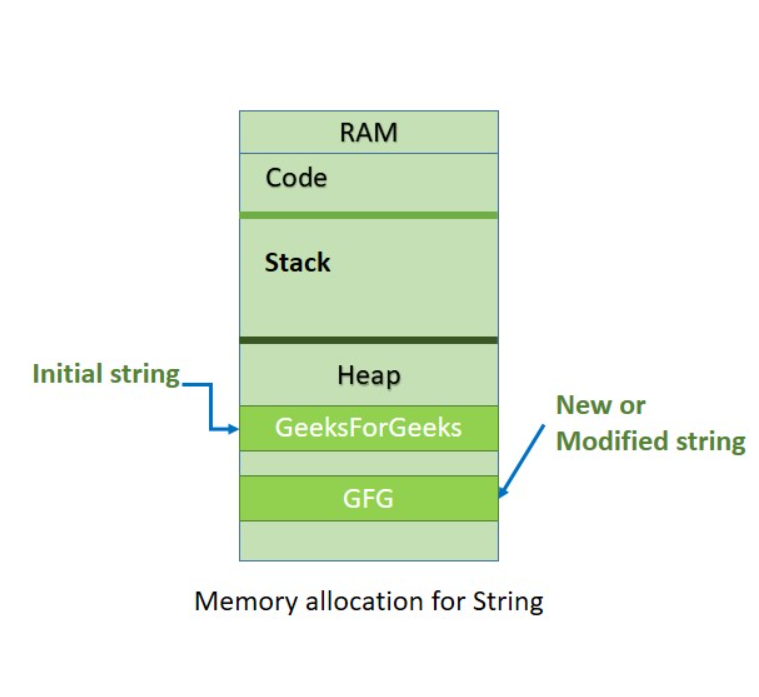 RAM
Code
Stack
Initial string
Heap
New or
Modified string
GeeksForGeeks
GFG
Memory allocation for String